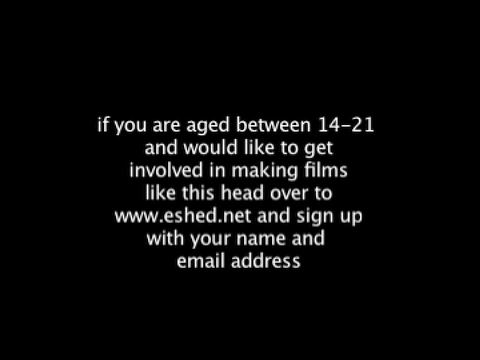 if you are aged between 14-21
and would like to get
involved in making films
like this head over to
www.eshed.net and sign up
with your name and
email address